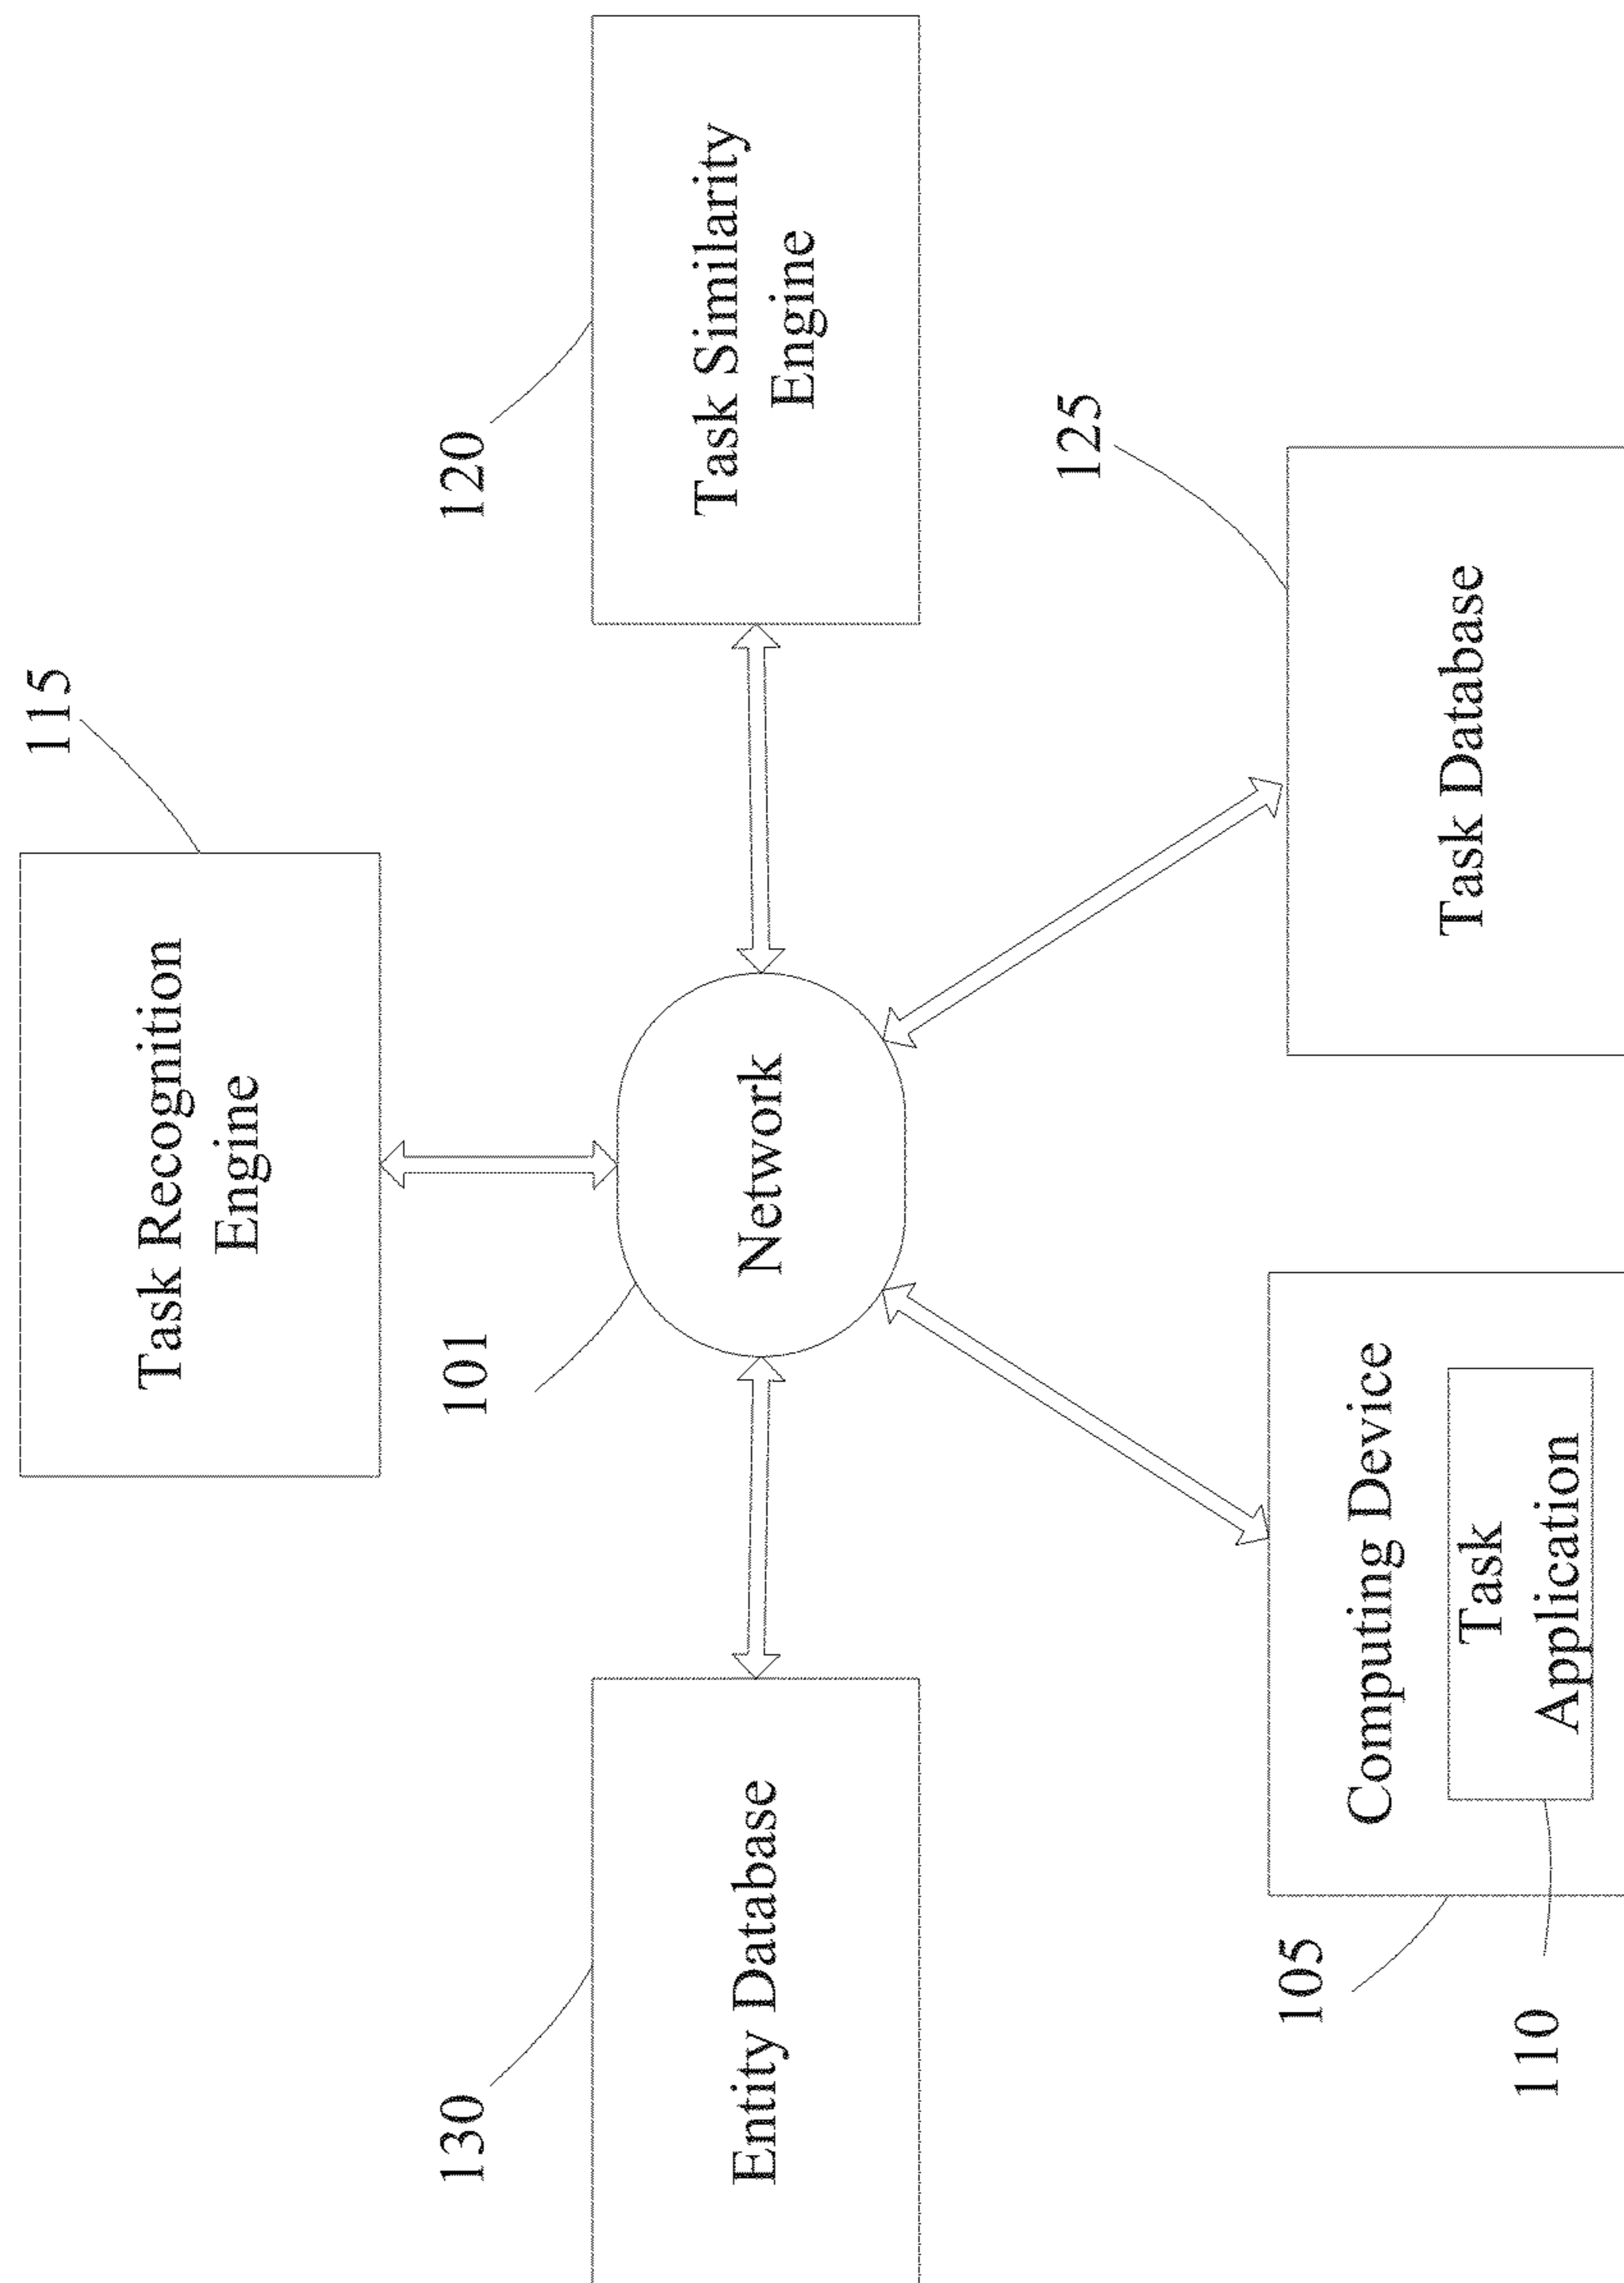 115
Task Recognition
Engine
130
101
120
Entity Database
Network
Task Similarity
Engine
105
125
Computing Device
Task Database
110
Task
Application